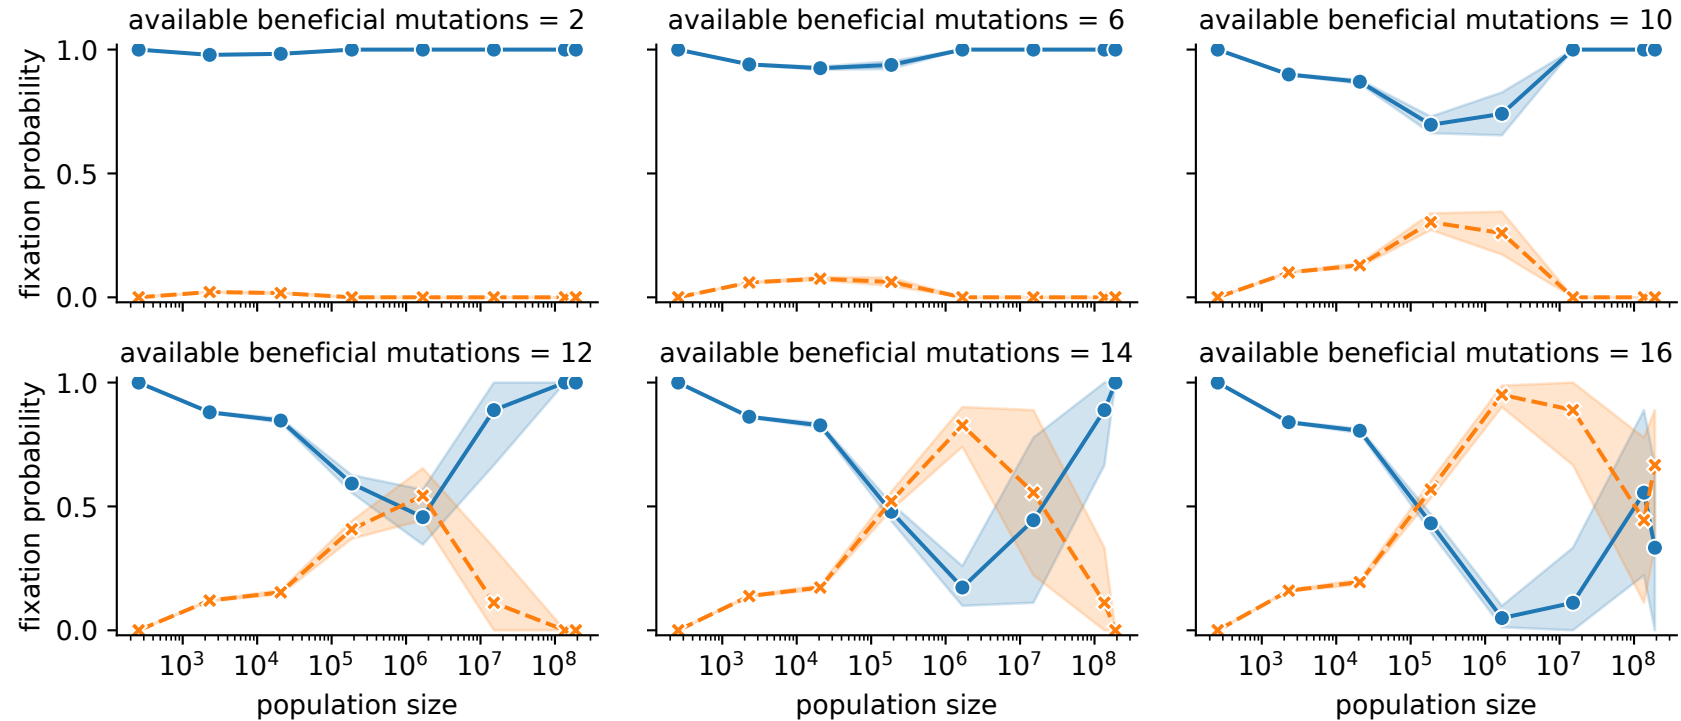 available beneficial mutations = 2
available beneficial mutations = 6
available beneficial mutations = 10
fixation probability
1.0
0.5
0.0
available beneficial mutations = 12
available beneficial mutations = 14
available beneficial mutations = 16
fixation probability
1.0
0.5
0.0
10³ 10⁴ 10⁵ 10⁶ 10⁷ 10⁸
10³ 10⁴ 10⁵ 10⁶ 10⁷ 10⁸
10³ 10⁴ 10⁵ 10⁶ 10⁷ 10⁸
population size
population size
population size